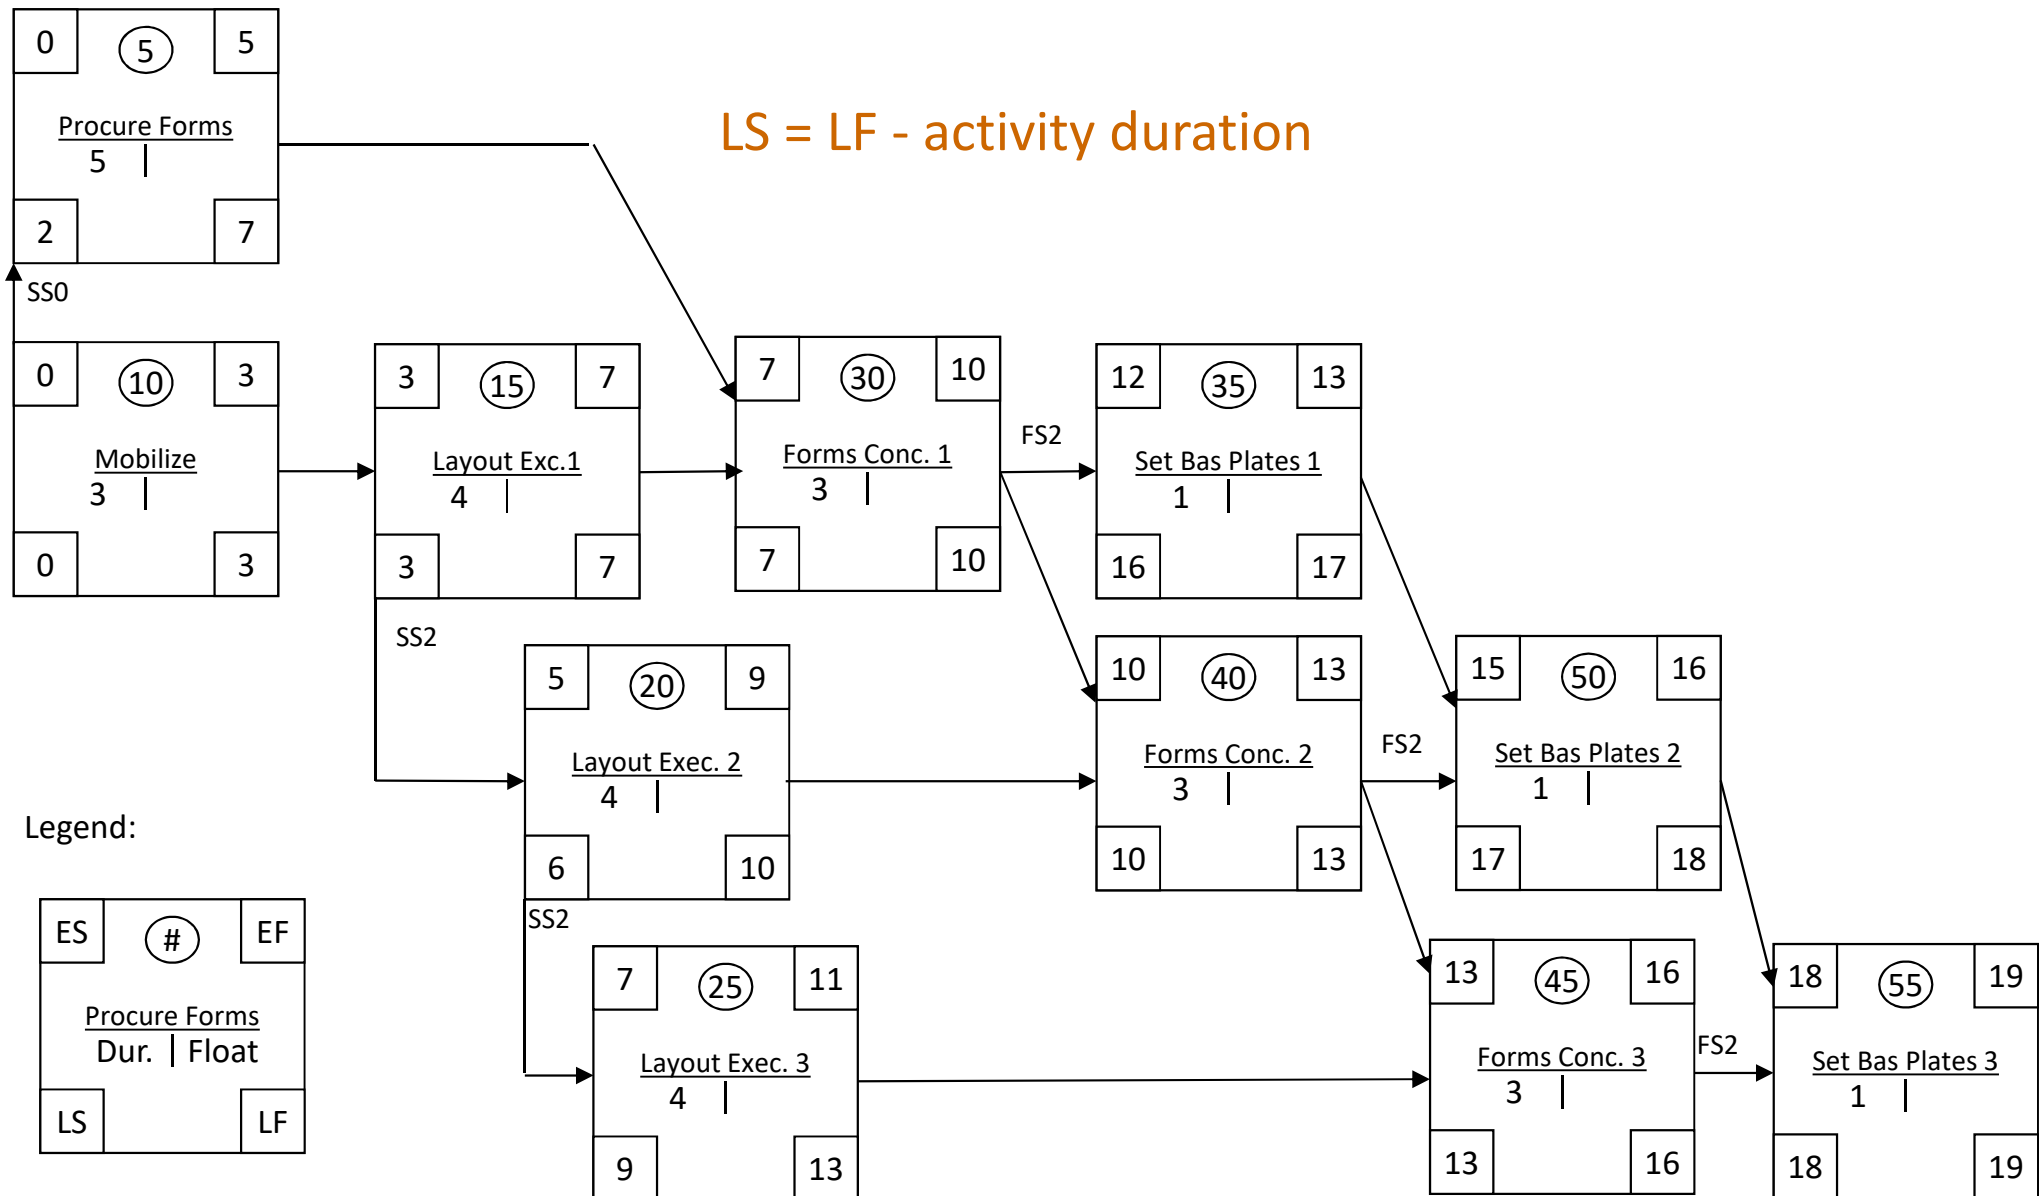 0 5 5
Procure Forms
5
2 7
LS = LF - activity duration
SS0
0 10 3
Mobilize
3
0 3
3 15 7
Layout Exc.1
4
3 7
7 30 10
Forms Conc. 1
3
7 10
FS2
12 35 13
Set Bas Plates 1
1
16 17
SS2
5 20 9
Layout Exec. 2
4
6 10
10 40 13
Forms Conc. 2
3
10 13
FS2
15 50 16
Set Bas Plates 2
1
17 18
SS2
7 25 11
Layout Exec. 3
4
9 13
13 45 16
Forms Conc. 3
3
13 16
FS2
18 55 19
Set Bas Plates 3
1
18 19
Legend:
ES # EF
Procure Forms
Dur. | Float
LS LF